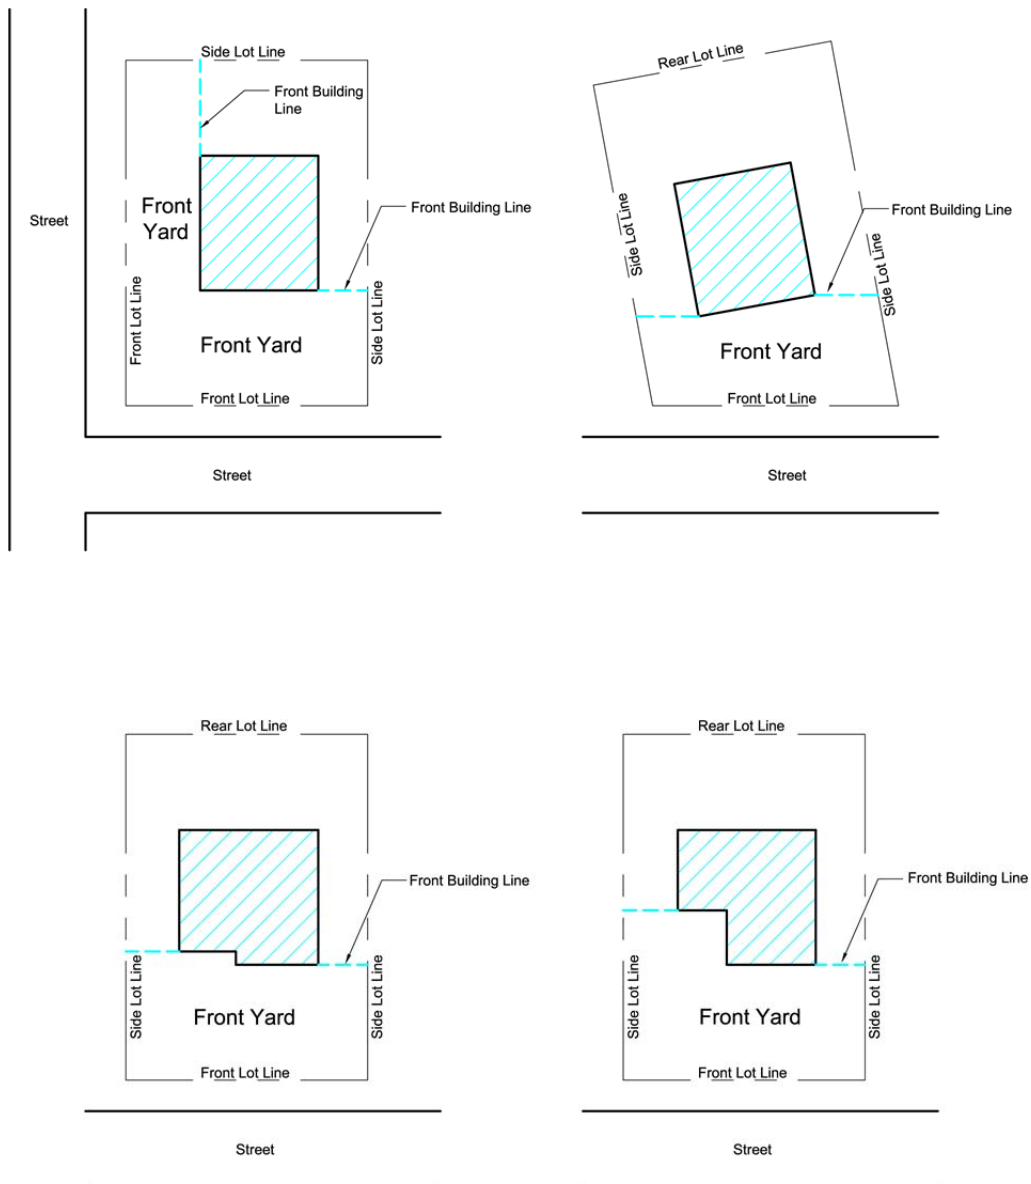 Side Lot Line
Front Building
Line
Front
Yard
Street
Front Building Line
Front Lot Line
Side Lot Line
Front Yard
Front Lot Line
Street
Rear Lot Line
Side Lot Line
Front Building Line
Side Lot Line
Front Yard
Front Lot Line
Street
Rear Lot Line
Front Building Line
Side Lot Line
Side Lot Line
Front Yard
Front Lot Line
Street
Rear Lot Line
Front Building Line
Side Lot Line
Side Lot Line
Front Yard
Front Lot Line
Street